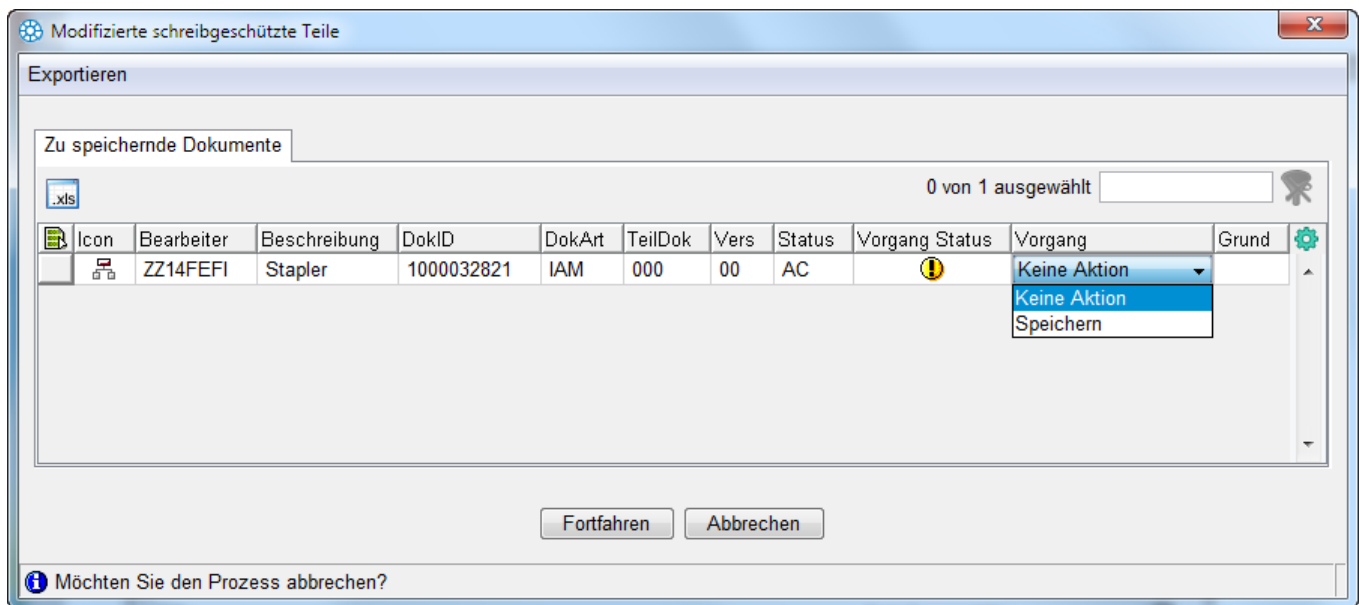 Modifizierte schreibgeschützte Teile
Exportieren
Zu speichernde Dokumente
.xls 0 von 1 ausgewählt
Icon Bearbeiter Beschreibung DokID DokArt TeilDok Vers Status Vorgang Status Vorgang Grund
ZZ14FEFI Stapler 1000032821 IAM 000 00 AC Keine Aktion
Keine Aktion
Speichern
Fortfahren Abbrechen
Möchten Sie den Prozess abbrechen?